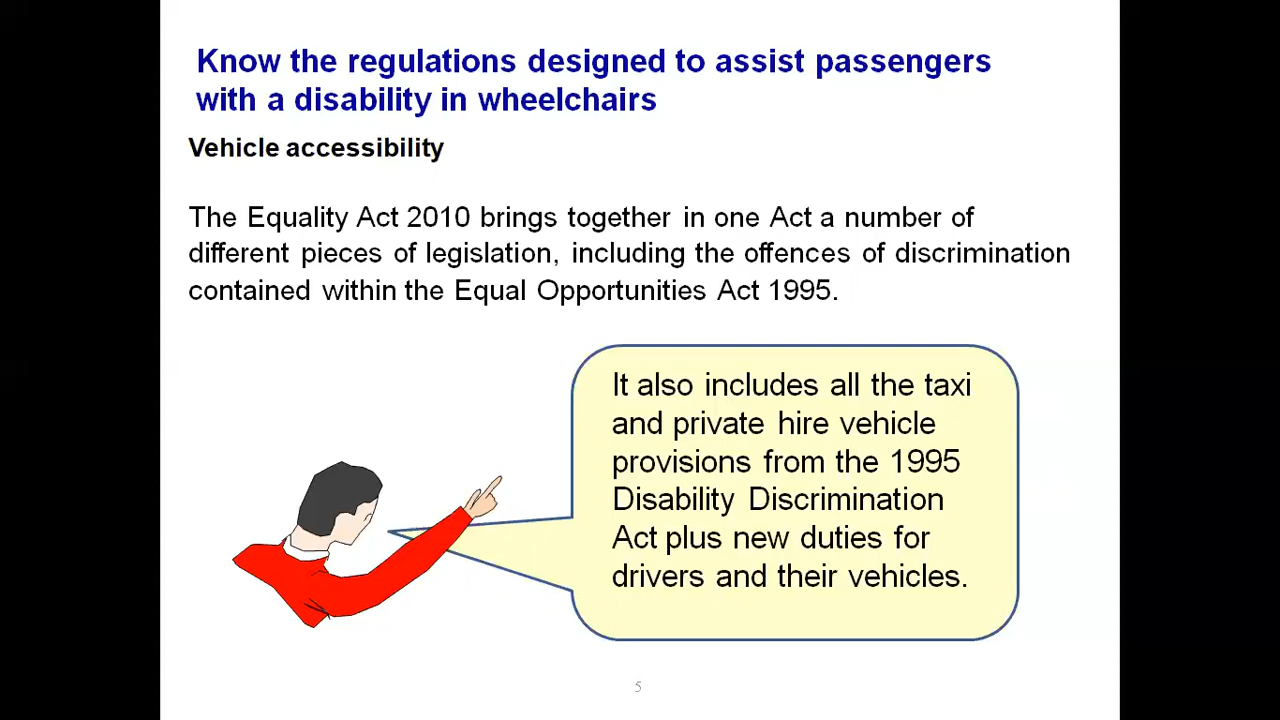 Know the regulations designed to assist passengers
with a disability in wheelchairs
Vehicle accessibility
The Equality Act 2010 brings together in one Act a number of
different pieces of legislation, including the offences of discrimination
contained within the Equal Opportunities Act 1995.
It also includes all the taxi
and private hire vehicle
provisions from the 1995
Disability Discrimination
Act plus new duties for
drivers and their vehicles.
5